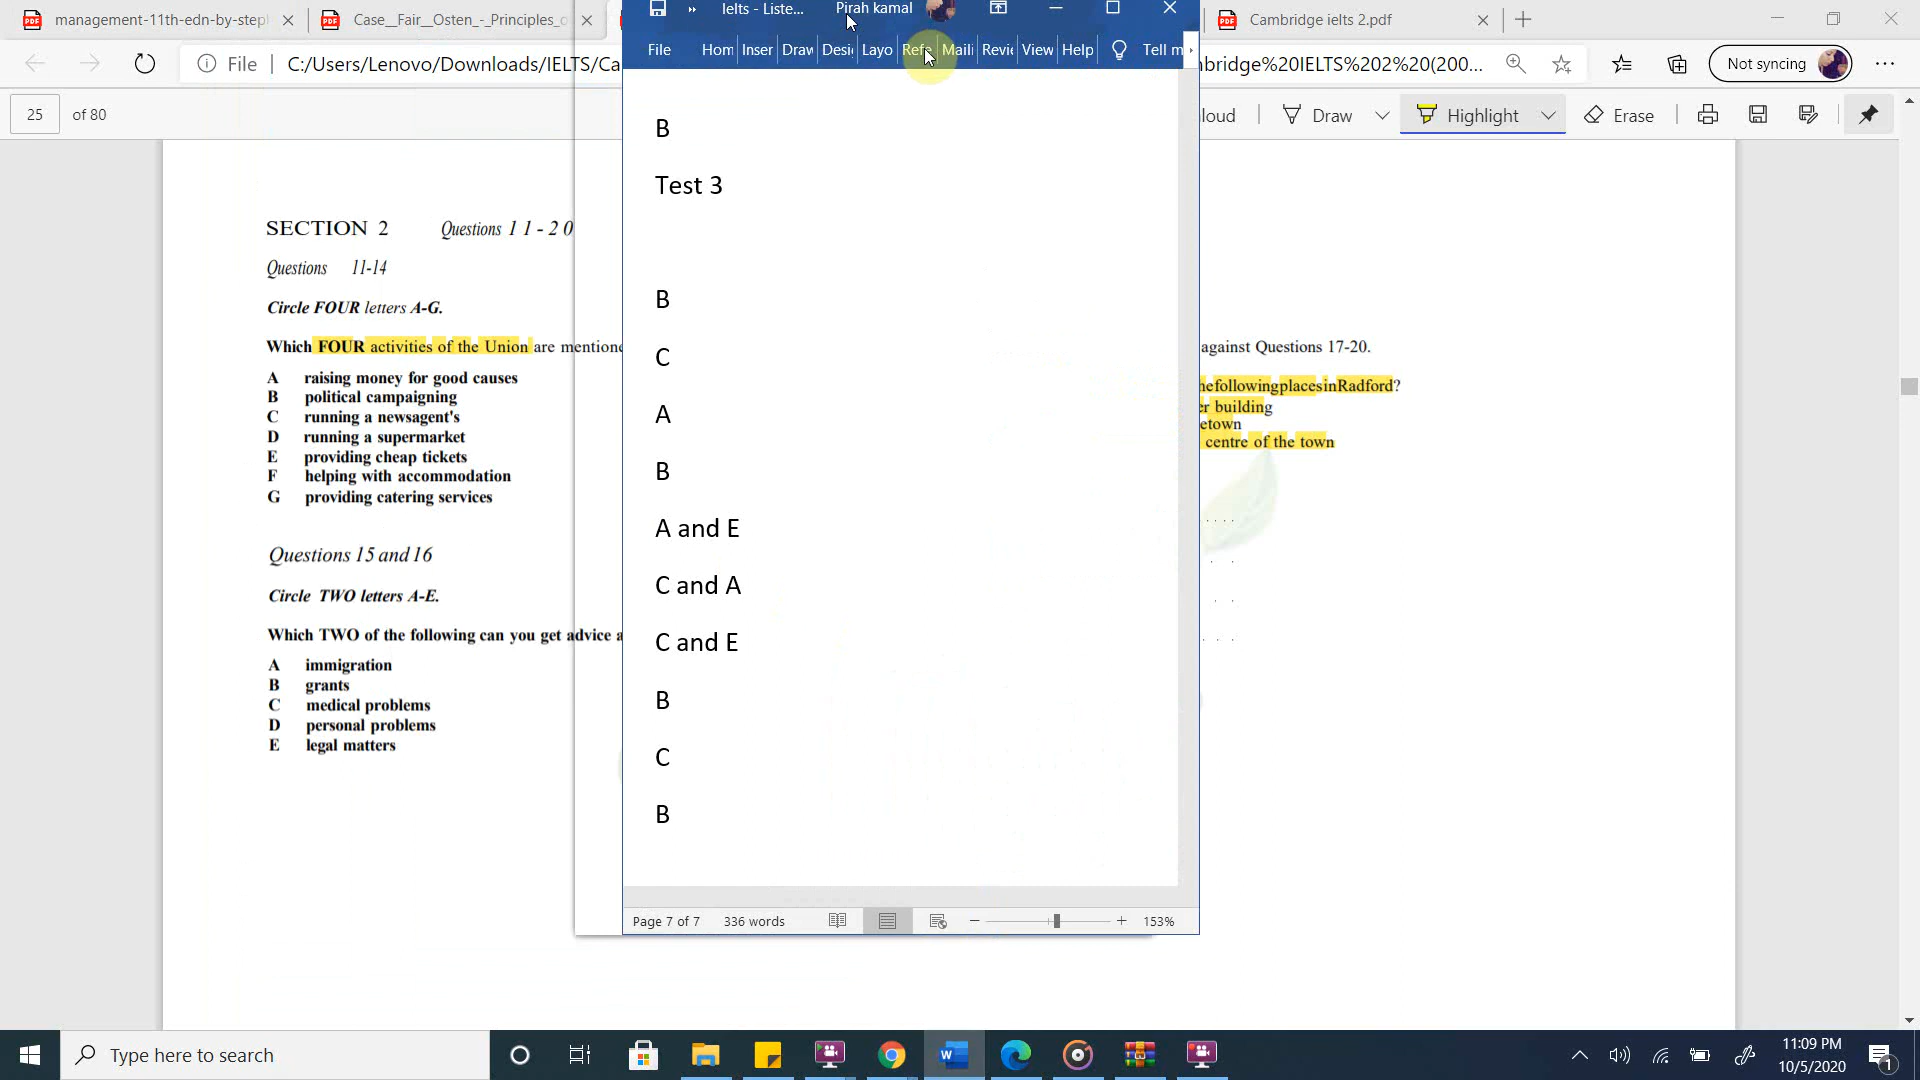 management-11th-edn-by-step
Case__Fair__Osten_-_Principles_o
Ielts - Liste...
Pirah kamal
Cambridge ielts 2.pdf
File
C:/Users/Lenovo/Downloads/IELTS/Ca
File
Hom
Inser
Draw
Desig
Layo
Refe
Maili
Revie
View
Help
Tell m
bridge%20IELTS%202%20(200...
Not syncing
25
of 80
loud
Draw
Highlight
Erase
SECTION 2
Questions 11-20
Questions 11-14
Circle FOUR letters A-G.
Which FOUR activities of the Union are mentione
A raising money for good causes
B political campaigning
C running a newsagent's
D running a supermarket
E providing cheap tickets
F helping with accommodation
G providing catering services
Questions 15 and 16
Circle TWO letters A-E.
Which TWO of the following can you get advice a
A immigration
B grants
C medical problems
D personal problems
E legal matters
B
Test 3
B
C
A
B
A and E
C and A
C and E
B
C
B
Page 7 of 7
336 words
153%
against Questions 17-20.
hefollowingplacesinRadford?
er building
etown
centre of the town
Type here to search
11:09 PM
10/5/2020
1